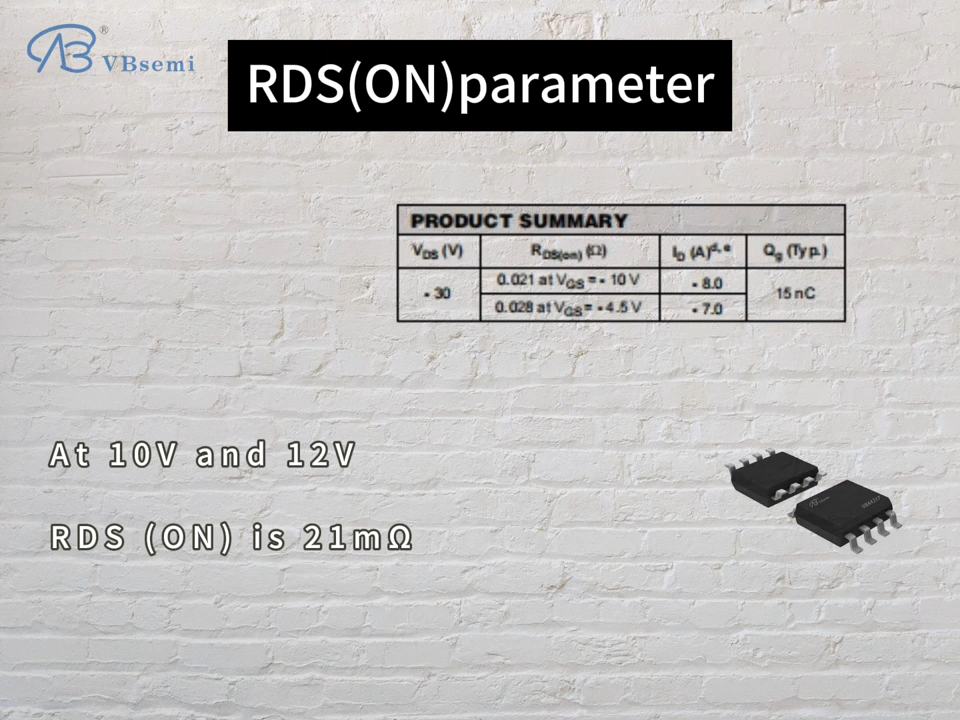 VBsemi ®
RDS(ON)parameter
PRODUCT SUMMARY
VDS (V) RDS(on) (Ω) ID (A)d, e Qg (Typ.)
- 30 0.021 at VGS = - 10 V - 8.0 15 nC
0.028 at VGS = - 4.5 V - 7.0
At 10V and 12V
RDS (ON) is 21mΩ
VBsemi